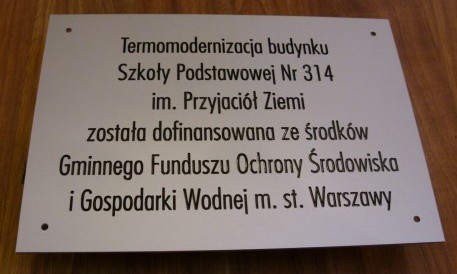 Termomodernizacja budynku
Szkoły Podstawowej Nr 314
im. Przyjaciół Ziemi
została dofinansowana ze środków
Gminnego Funduszu Ochrony Środowiska
i Gospodarki Wodnej m. st. Warszawy